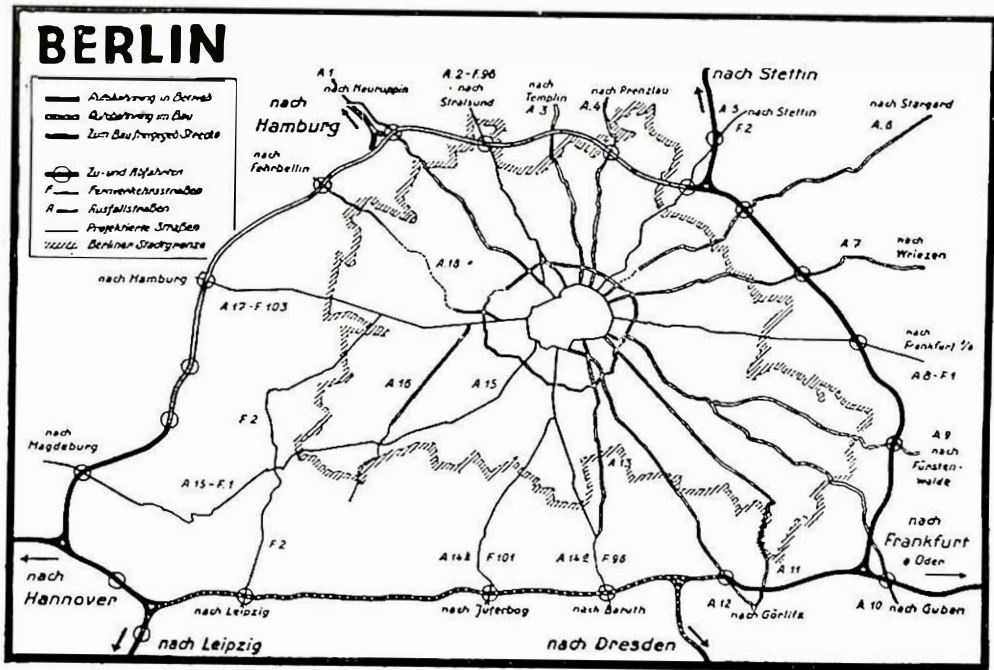 BERLIN
Autobahnring in Betrieb
Autobahnring im Bau
Zum Bau freigegeb. Strecke
Zu- und Abfahrten
F Fernverkehrsstraßen
A Ausfallstraßen
Projektierte Straßen
Berliner Stadtgrenze
A 1
nach Neuruppin
A.2-F.96
nach
Stralsund
nach
Templin
A 3
nach Prenzlau
A 4
nach Stettin
A 5
nach Stettin
F 2
nach Stargard
A.6
nach
Hamburg
nach
Fehrbellin
A 7
nach
Wriezen
nach Hamburg
A 17-F.103
A.18
nach
Frankfurt a/o
A8-F.1
A 16
A 15
F 2
nach
Magdeburg
A 9
nach
Fürsten-
walde
A 13
A 15-F.1
nach
Frankfurt
a Oder
F 2
A 14
F 101
A 14
F 96
A 11
nach
Hannover
nach Leipzig
nach Jüterbog
nach Baruth
A 12
nach Görlitz
A 10
nach Guben
nach Leipzig
nach Dresden